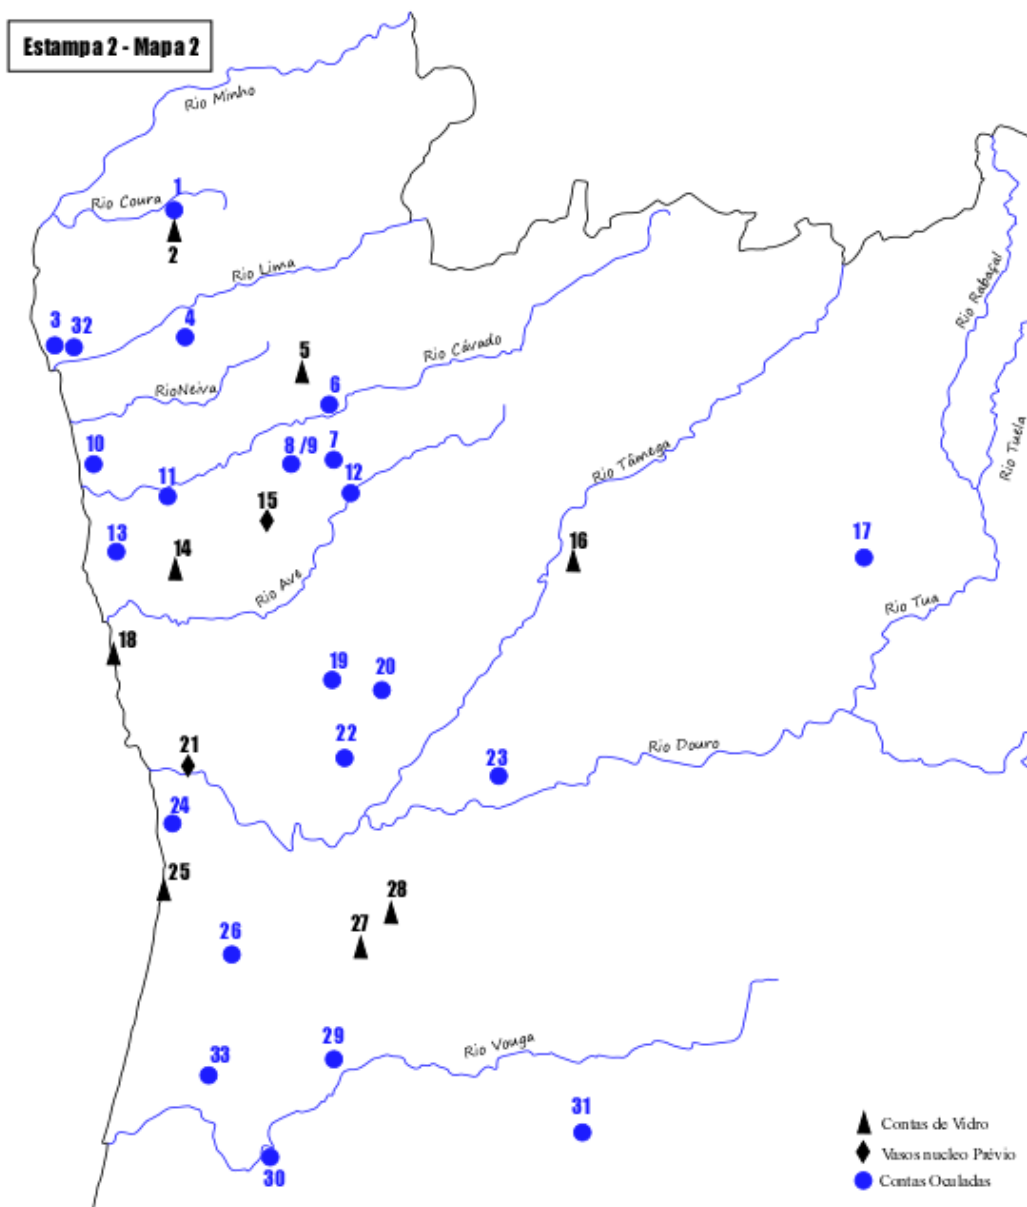 Estampa 2 - Mapa 2
Rio Minho
1
Rio Coura
2
Rio Lima
Rio Rabaçal
3
32
4
Rio Cávado
5
RioNeiva
6
Rio Tuela
10
8 /9
7
Rio Tâmega
11
12
15
13
14
16
17
Rio Ave
Rio Tua
18
19
20
22
21
Rio Douro
23
24
25
28
27
26
29
Rio Vouga
33
31
30
Contas de Vidro
Vasos nucleo Prévio
Contas Oculadas